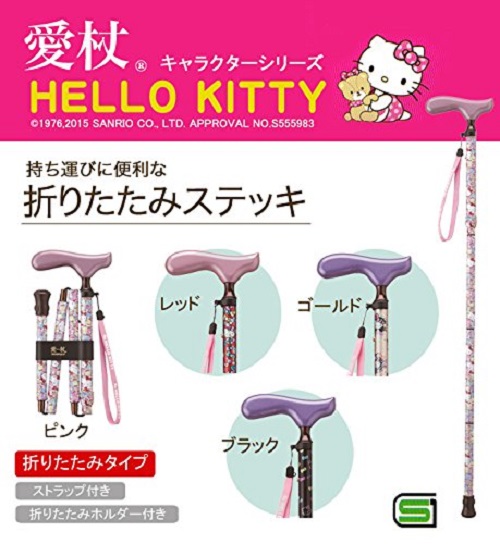 愛杖® キャラクターシリーズ
HELLO KITTY
©1976,2015 SANRIO CO., LTD. APPROVAL NO.S555983
持ち運びに便利な
折りたたみステッキ
レッド
ゴールド
ピンク
ブラック
折りたたみタイプ
ストラップ付き
折りたたみホルダー付き